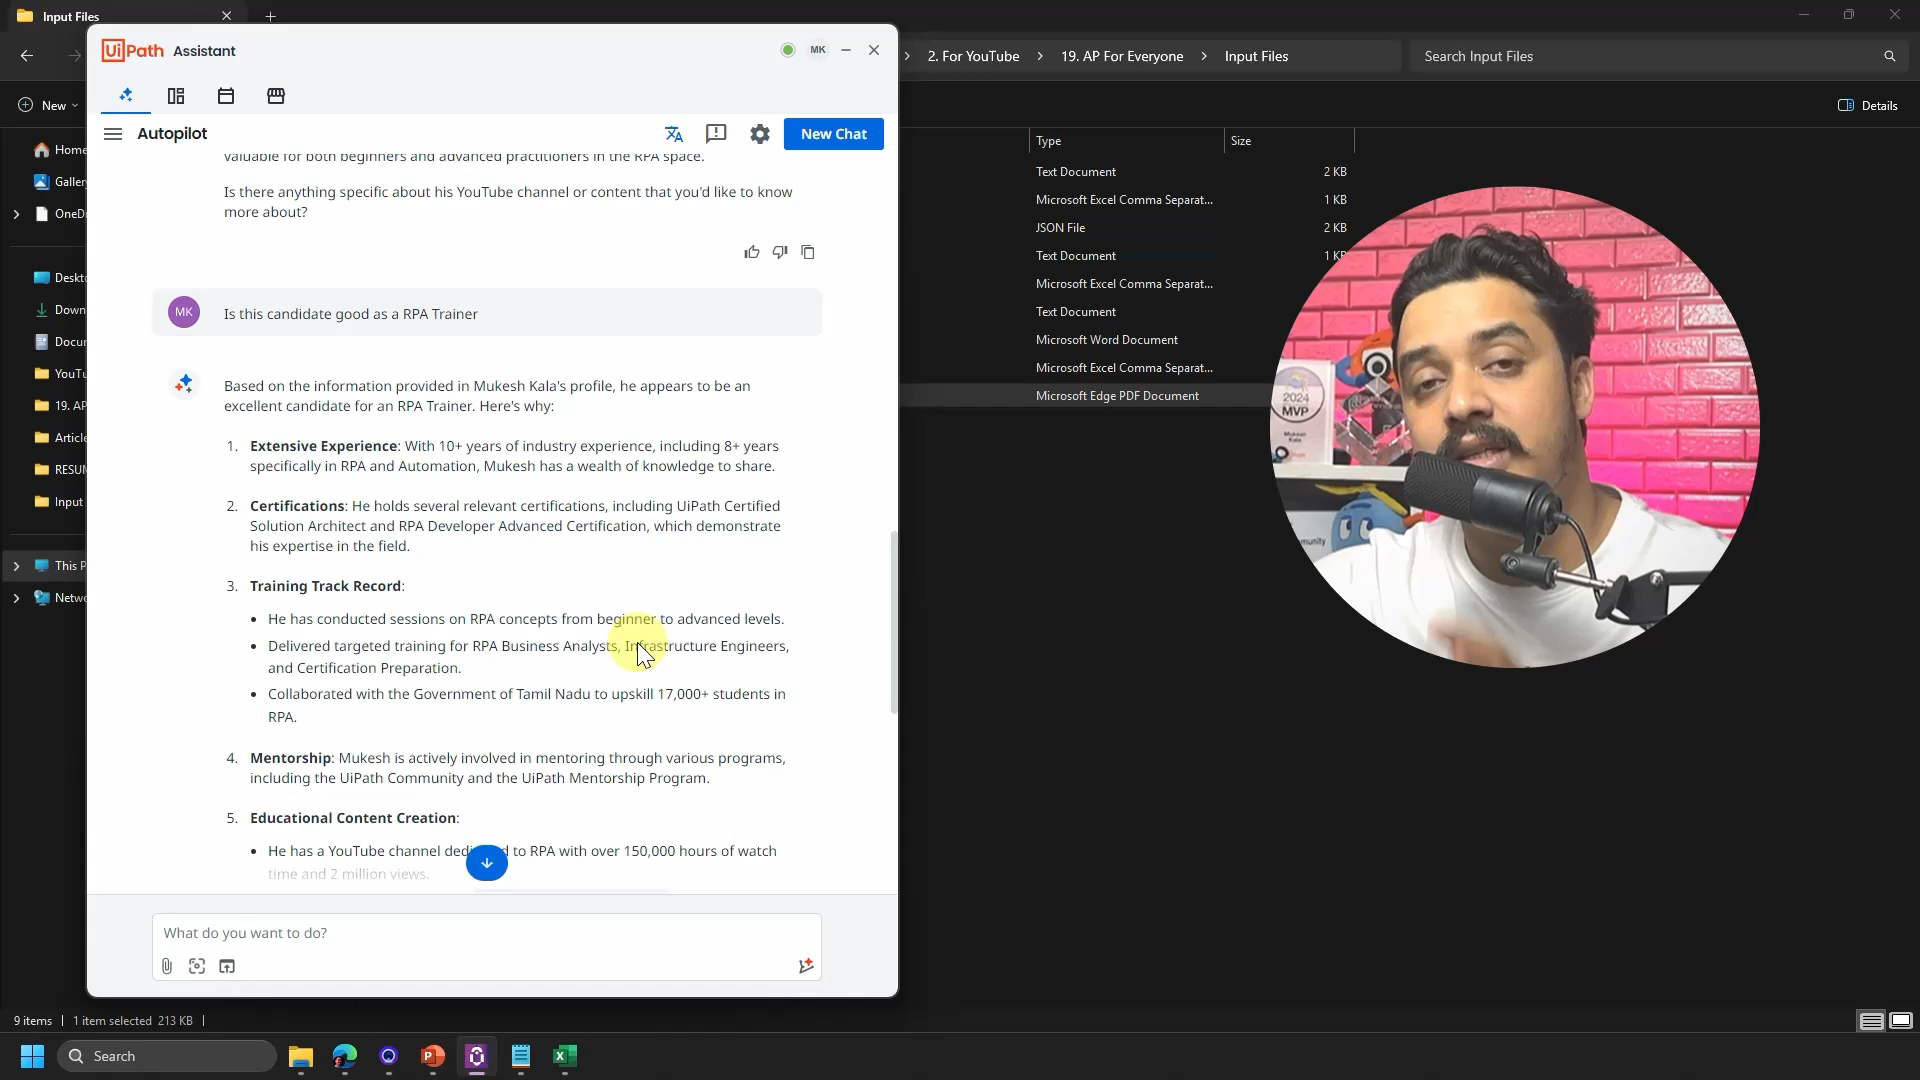 Input Files
UiPath Assistant
MK
2. For YouTube
19. AP For Everyone
Input Files
Search Input Files
New
Autopilot
New Chat
Details
valuable for both beginners and advanced practitioners in the RPA space.
Type
Size
Home
Is there anything specific about his YouTube channel or content that you'd like to know
more about?
MK
Is this candidate good as a RPA Trainer
Based on the information provided in Mukesh Kala's profile, he appears to be an
excellent candidate for an RPA Trainer. Here's why:
1. Extensive Experience: With 10+ years of industry experience, including 8+ years
specifically in RPA and Automation, Mukesh has a wealth of knowledge to share.
2. Certifications: He holds several relevant certifications, including UiPath Certified
Solution Architect and RPA Developer Advanced Certification, which demonstrate
his expertise in the field.
3. Training Track Record:
• He has conducted sessions on RPA concepts from beginner to advanced levels.
• Delivered targeted training for RPA Business Analysts, Infrastructure Engineers,
and Certification Preparation.
• Collaborated with the Government of Tamil Nadu to upskill 17,000+ students in
RPA.
4. Mentorship: Mukesh is actively involved in mentoring through various programs,
including the UiPath Community and the UiPath Mentorship Program.
5. Educational Content Creation:
• He has a YouTube channel to RPA with over 150,000 hours of watch
time and 2 million views.
What do you want to do?
Text Document 2 KB
Microsoft Excel Comma Separat... 1 KB
JSON File 2 KB
Text Document
Microsoft Excel Comma Separat...
Text Document
Microsoft Word Document
Microsoft Excel Comma Separat...
Microsoft Edge PDF Document
2024
MVP
Mukesh
Kala
9 items
1 item selected 213 KB
Search